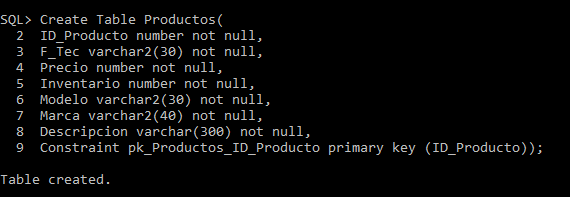 SQL> Create Table Productos(
  2  ID_Producto number not null,
  3  F_Tec varchar2(30) not null,
  4  Precio number not null,
  5  Inventario number not null,
  6  Modelo varchar2(30) not null,
  7  Marca varchar2(40) not null,
  8  Descripcion varchar(300) not null,
  9  Constraint pk_Productos_ID_Producto primary key (ID_Producto));
Table created.